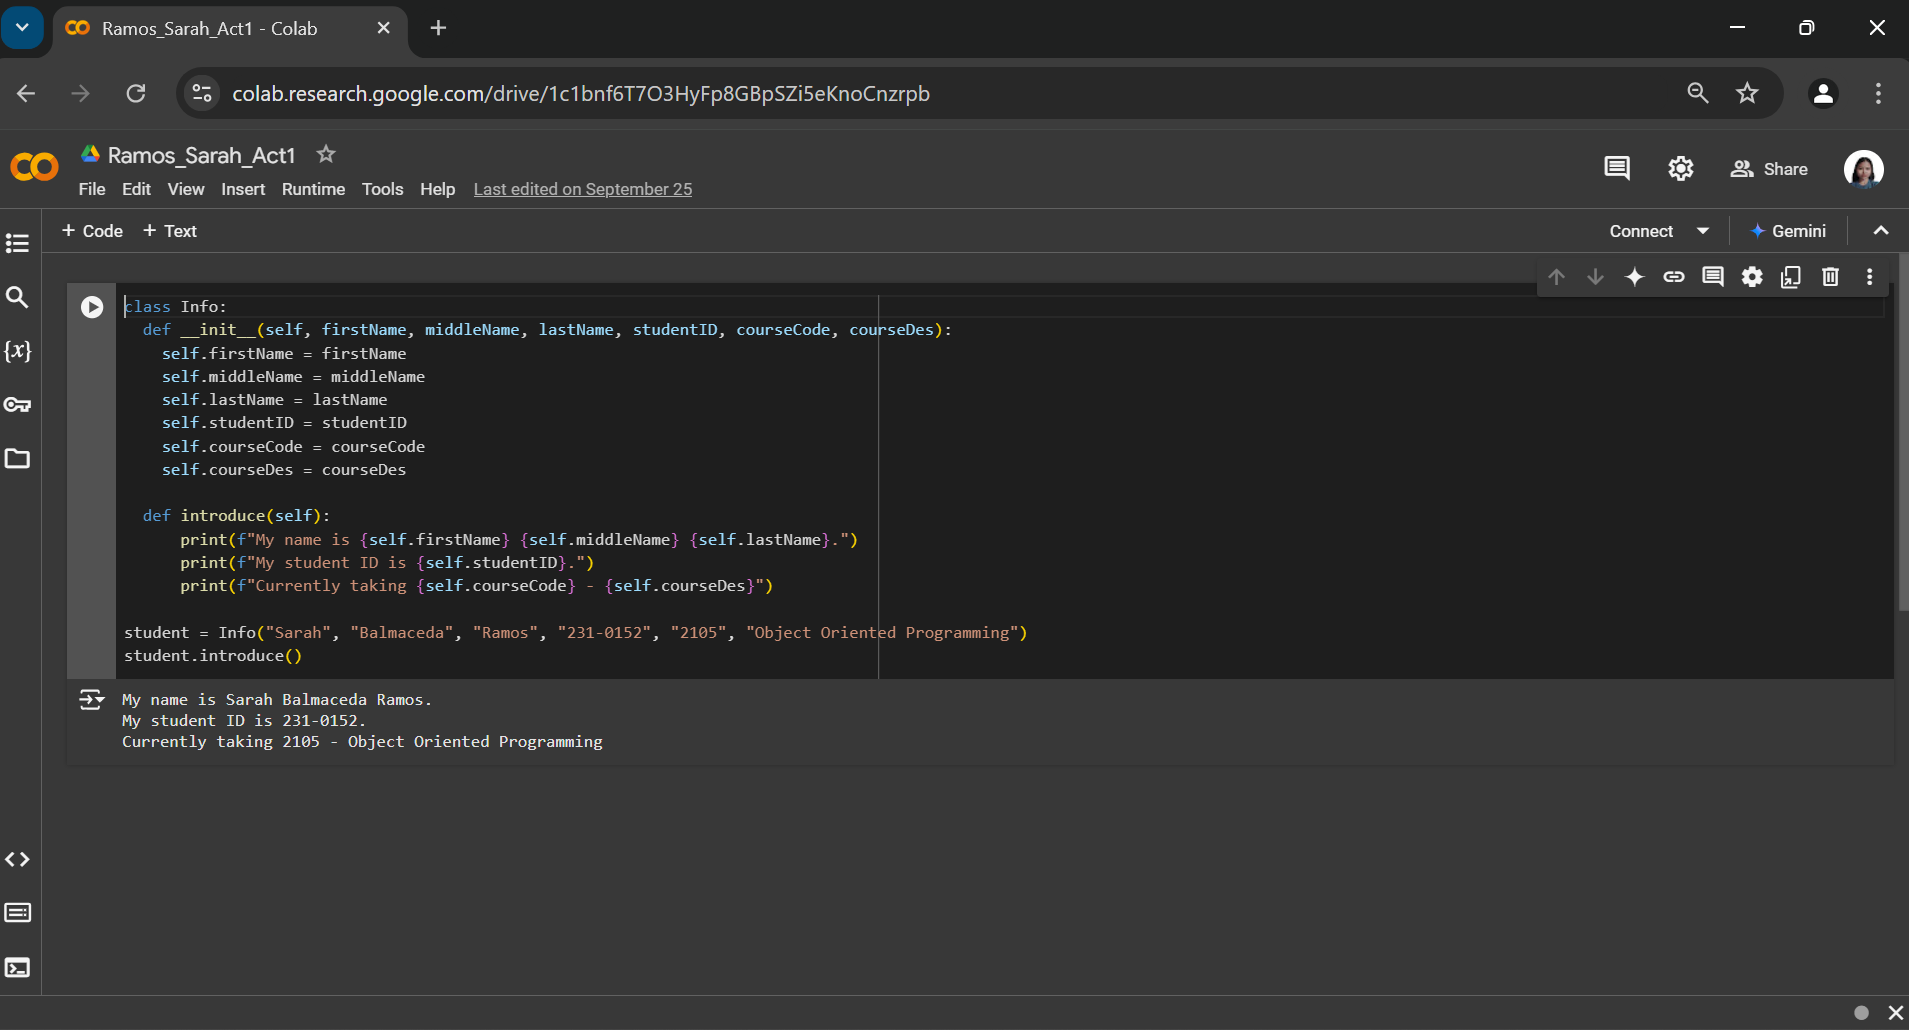 Ramos_Sarah_Act1 - Colab
colab.research.google.com/drive/1c1bnf6T7O3HyFp8GBpSZi5eKnoCnzrpb
Ramos_Sarah_Act1
File Edit View Insert Runtime Tools Help Last edited on September 25
Share
+ Code + Text
Connect
Gemini
class Info:
  def __init__(self, firstName, middleName, lastName, studentID, courseCode, courseDes):
    self.firstName = firstName
    self.middleName = middleName
    self.lastName = lastName
    self.studentID = studentID
    self.courseCode = courseCode
    self.courseDes = courseDes
  def introduce(self):
      print(f"My name is {self.firstName} {self.middleName} {self.lastName}.")
      print(f"My student ID is {self.studentID}.")
      print(f"Currently taking {self.courseCode} - {self.courseDes}")
student = Info("Sarah", "Balmaceda", "Ramos", "231-0152", "2105", "Object Oriented Programming")
student.introduce()
My name is Sarah Balmaceda Ramos.
My student ID is 231-0152.
Currently taking 2105 - Object Oriented Programming